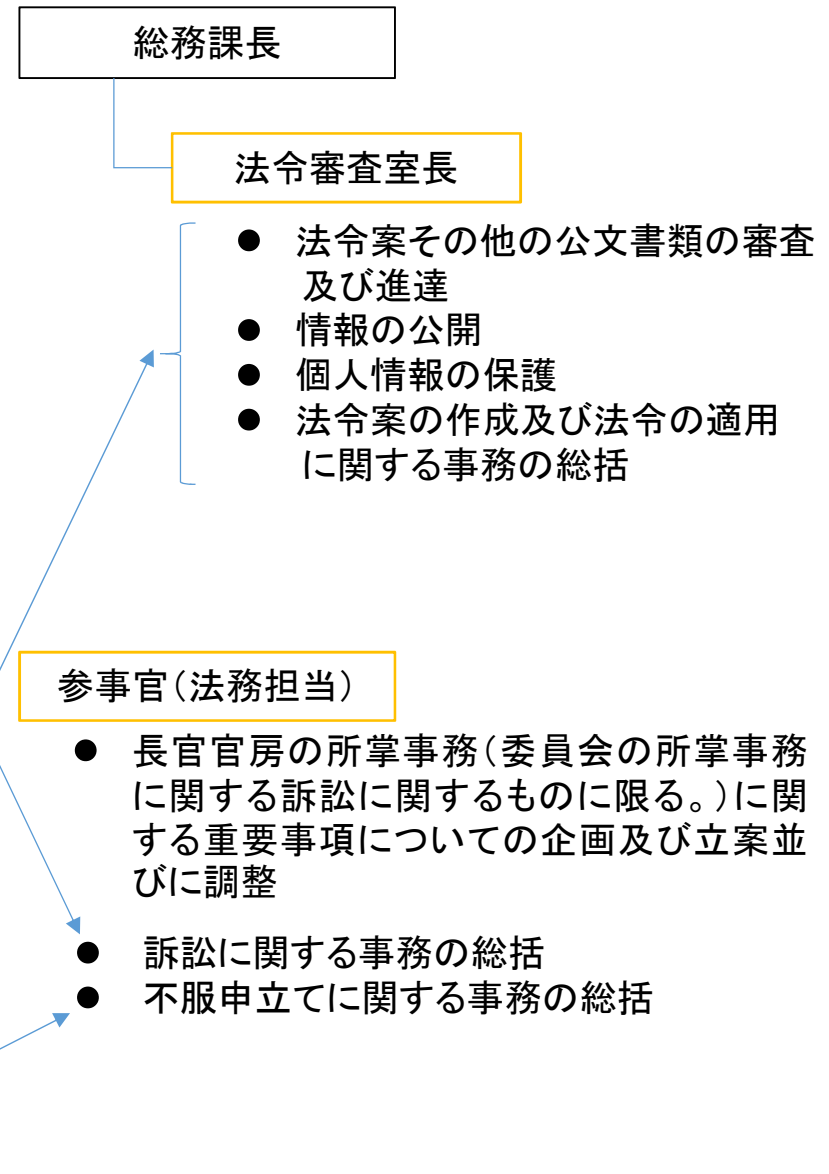 総務課長
法令審査室長
● 法令案その他の公文書類の審査
及び進達
● 情報の公開
● 個人情報の保護
● 法令案の作成及び法令の適用
に関する事務の総括
参事官（法務担当）
● 長官官房の所掌事務（委員会の所掌事務
に関する訴訟に関するものに限る。）に関
する重要事項についての企画及び立案並
びに調整
● 訴訟に関する事務の総括
● 不服申立てに関する事務の総括